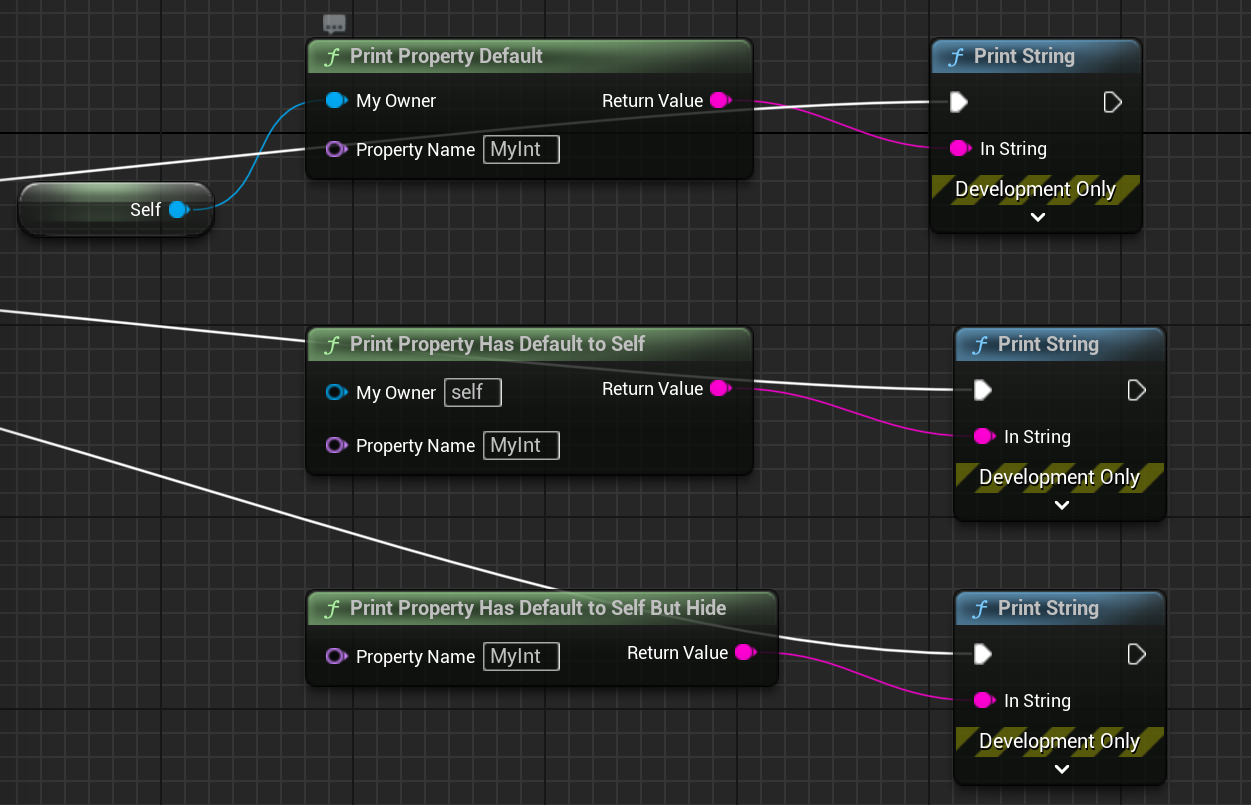 Print Property Default
My Owner
Return Value
Property Name MyInt
Self
Print String
In String
Development Only
Print Property Has Default to Self
My Owner self
Return Value
Property Name MyInt
Print String
In String
Development Only
Print Property Has Default to Self But Hide
Property Name MyInt
Return Value
Print String
In String
Development Only